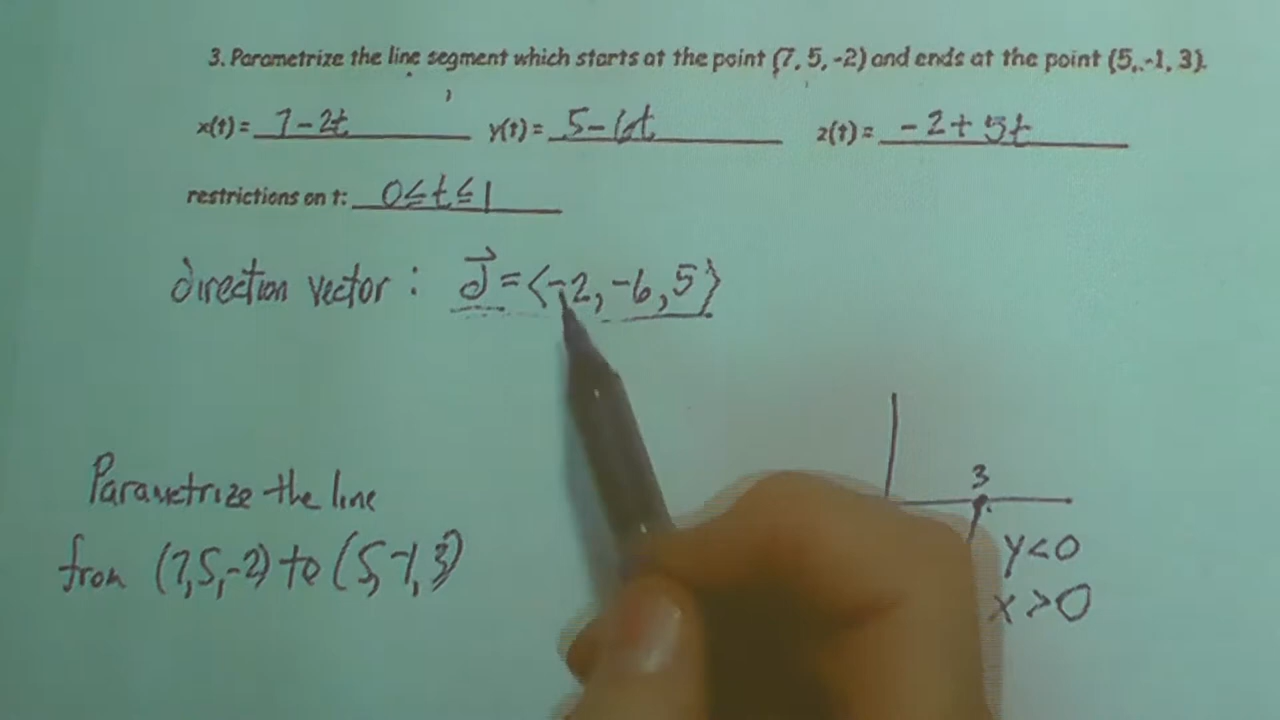 3. Parametrize the line segment which starts at the point (7, 5, -2) and ends at the point (5, -1, 3).
x(t) = 7-2t y(t) = 5-6t z(t) = -2+5t
restrictions on t: 0≤t≤1
direction vector: d⃗ = ⟨-2, -6, 5⟩
Parametrize the line
from (7,5,-2) to (5,-1,3)
3
y<0
x>0